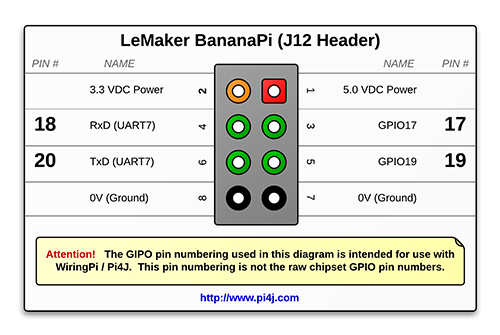 LeMaker BananaPi (J12 Header)
PIN # NAME NAME PIN #
3.3 VDC Power 2 1 5.0 VDC Power
18 RxD (UART7) 4 3 GPIO17 17
20 TxD (UART7) 6 5 GPIO19 19
0V (Ground) 8 7 0V (Ground)
Attention! The GIPO pin numbering used in this diagram is intended for use with
WiringPi / Pi4J. This pin numbering is not the raw chipset GPIO pin numbers.
http://www.pi4j.com